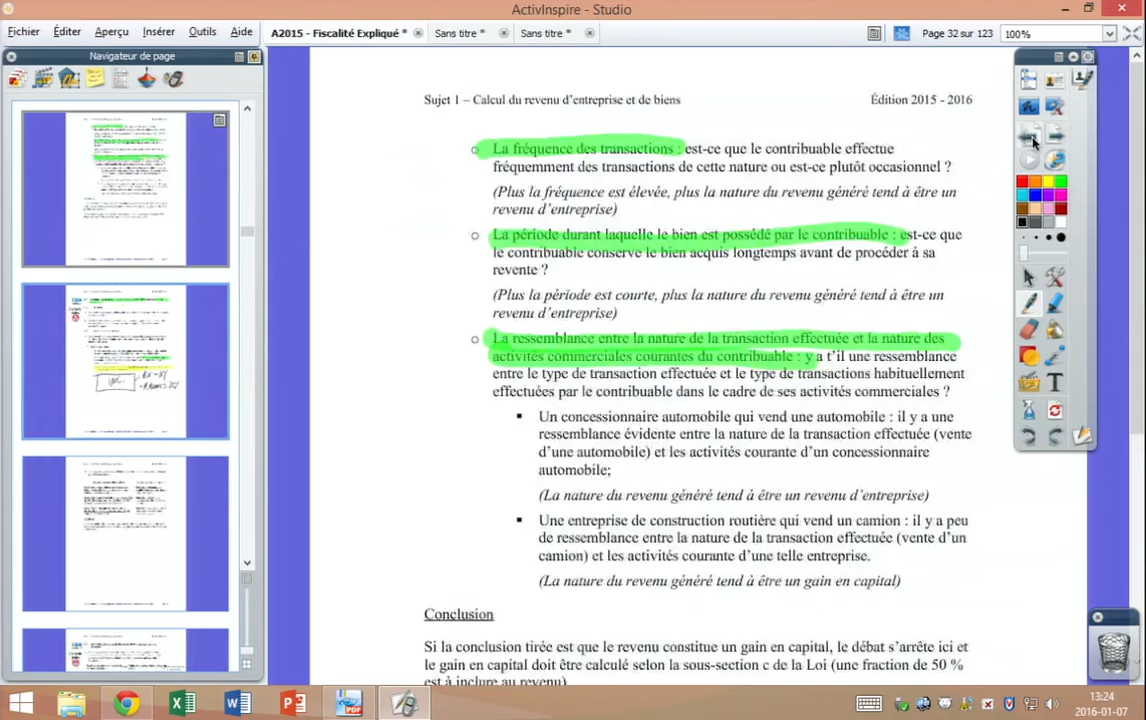 ActivInspire - Studio
Fichier Éditer Aperçu Insérer Outils Aide
A2015 - Fiscalité Expliqué * Sans titre * Sans titre *
Page 32 sur 123 100%
Navigateur de page
Sujet 1 – Calcul du revenu d'entreprise et de biens Édition 2015 - 2016
o La fréquence des transactions : est-ce que le contribuable effectue
fréquemment des transactions de cette nature ou est-ce plutôt occasionnel ?
(Plus la fréquence est élevée, plus la nature du revenu généré tend à être un
revenu d'entreprise)
o La période durant laquelle le bien est possédé par le contribuable : est-ce que
le contribuable conserve le bien acquis longtemps avant de procéder à sa
revente ?
(Plus la période est courte, plus la nature du revenu généré tend à être un
revenu d'entreprise)
o La ressemblance entre la nature de la transaction effectuée et la nature des
activités commerciales courantes du contribuable : y a t'il une ressemblance
entre le type de transaction effectuée et le type de transactions habituellement
effectuées par le contribuable dans le cadre de ses activités commerciales ?
▪ Un concessionnaire automobile qui vend une automobile : il y a une
ressemblance évidente entre la nature de la transaction effectuée (vente
d'une automobile) et les activités courante d'un concessionnaire
automobile;
(La nature du revenu généré tend à être un revenu d'entreprise)
▪ Une entreprise de construction routière qui vend un camion : il y a peu
de ressemblance entre la nature de la transaction effectuée (vente d'un
camion) et les activités courante d'une telle entreprise.
(La nature du revenu généré tend à être un gain en capital)
Conclusion
Si la conclusion tirée est que le revenu constitue un gain en capital, le débat s'arrête ici et
le gain en capital doit être calculé selon la sous-section c de la Loi (une fraction de 50 %
est à inclure au revenu)
13:24
2016-01-07